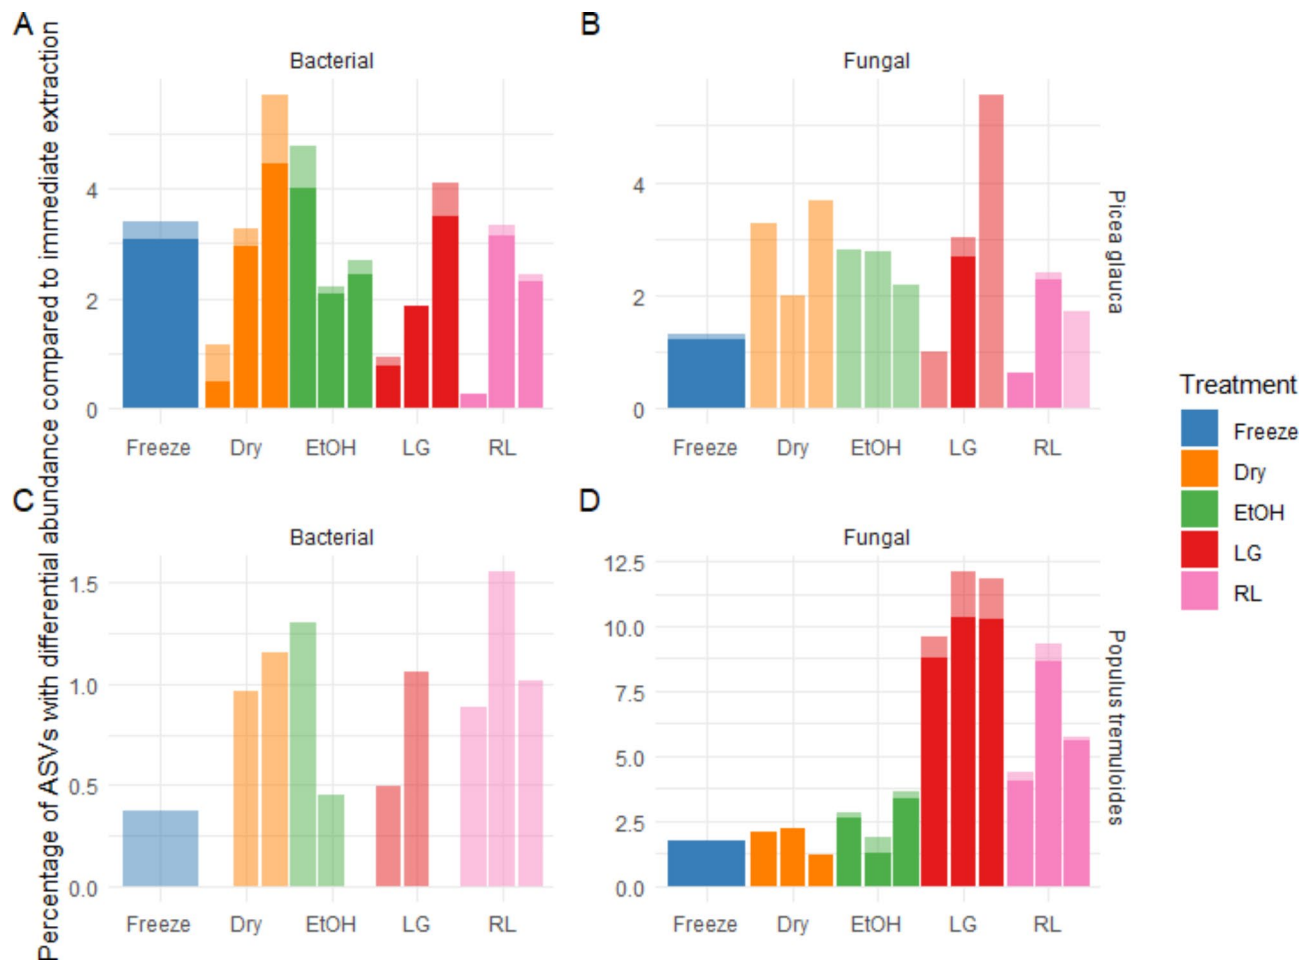 Percentage of ASVs with differential abundance compared to immediate extraction
A
Bacterial
4
2
0
Freeze
Dry
EtOH
LG
RL
B
Fungal
4
2
0
Freeze
Dry
EtOH
LG
RL
Picea glauca
C
Bacterial
1.5
1.0
0.5
0.0
Freeze
Dry
EtOH
LG
RL
D
Fungal
12.5
10.0
7.5
5.0
2.5
0.0
Freeze
Dry
EtOH
LG
RL
Populus tremuloides
Treatment
Freeze
Dry
EtOH
LG
RL